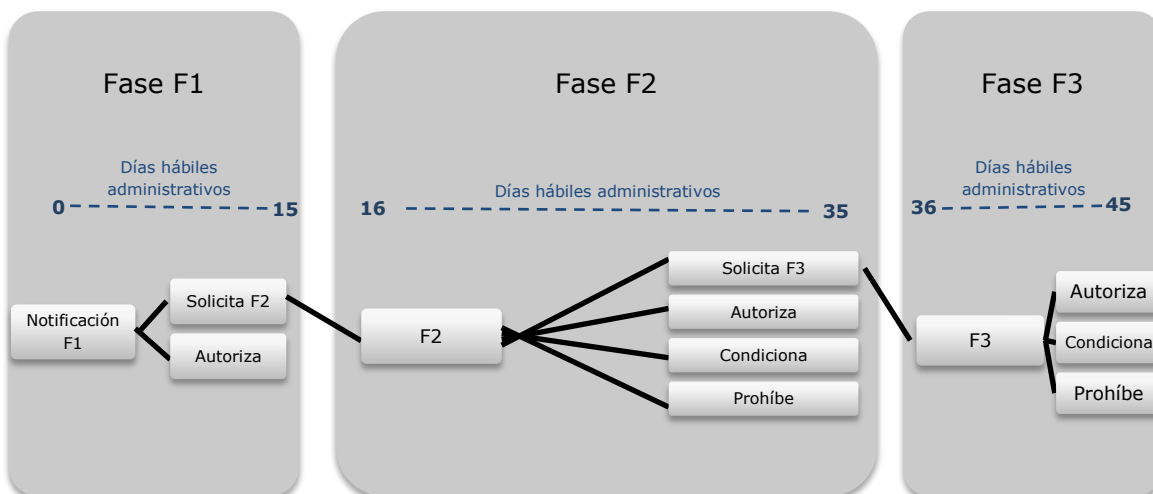 Fase F1
Días hábiles
administrativos
0
15
Notificación
F1
Solicita F2
Autoriza
Fase F2
Días hábiles administrativos
16
35
F2
Solicita F3
Autoriza
Condiciona
Prohíbe
Fase F3
Días hábiles
administrativos
36
45
F3
Autoriza
Condiciona
Prohíbe